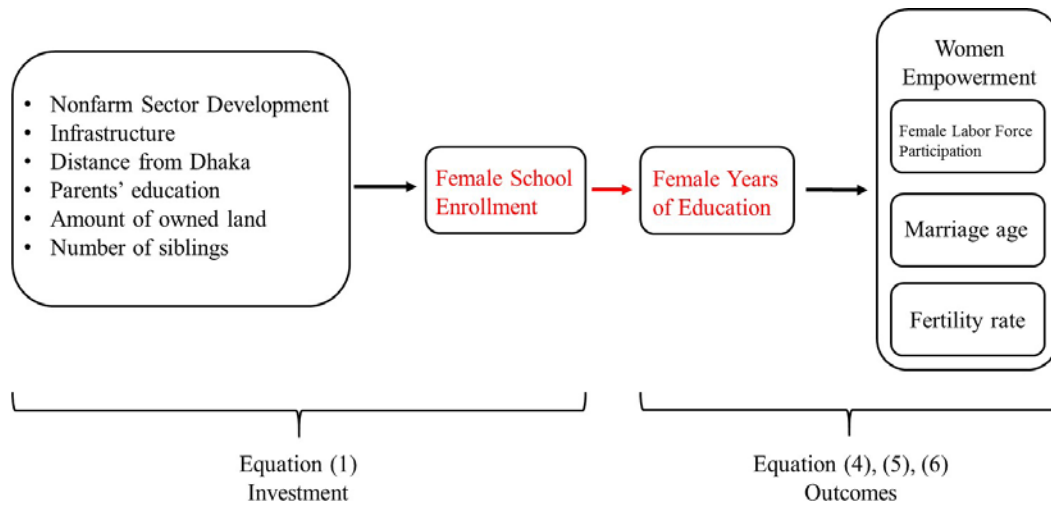 • Nonfarm Sector Development
• Infrastructure
• Distance from Dhaka
• Parents' education
• Amount of owned land
• Number of siblings
Female School
Enrollment
Female Years
of Education
Women
Empowerment
Female Labor Force
Participation
Marriage age
Fertility rate
Equation (1)
Investment
Equation (4), (5), (6)
Outcomes